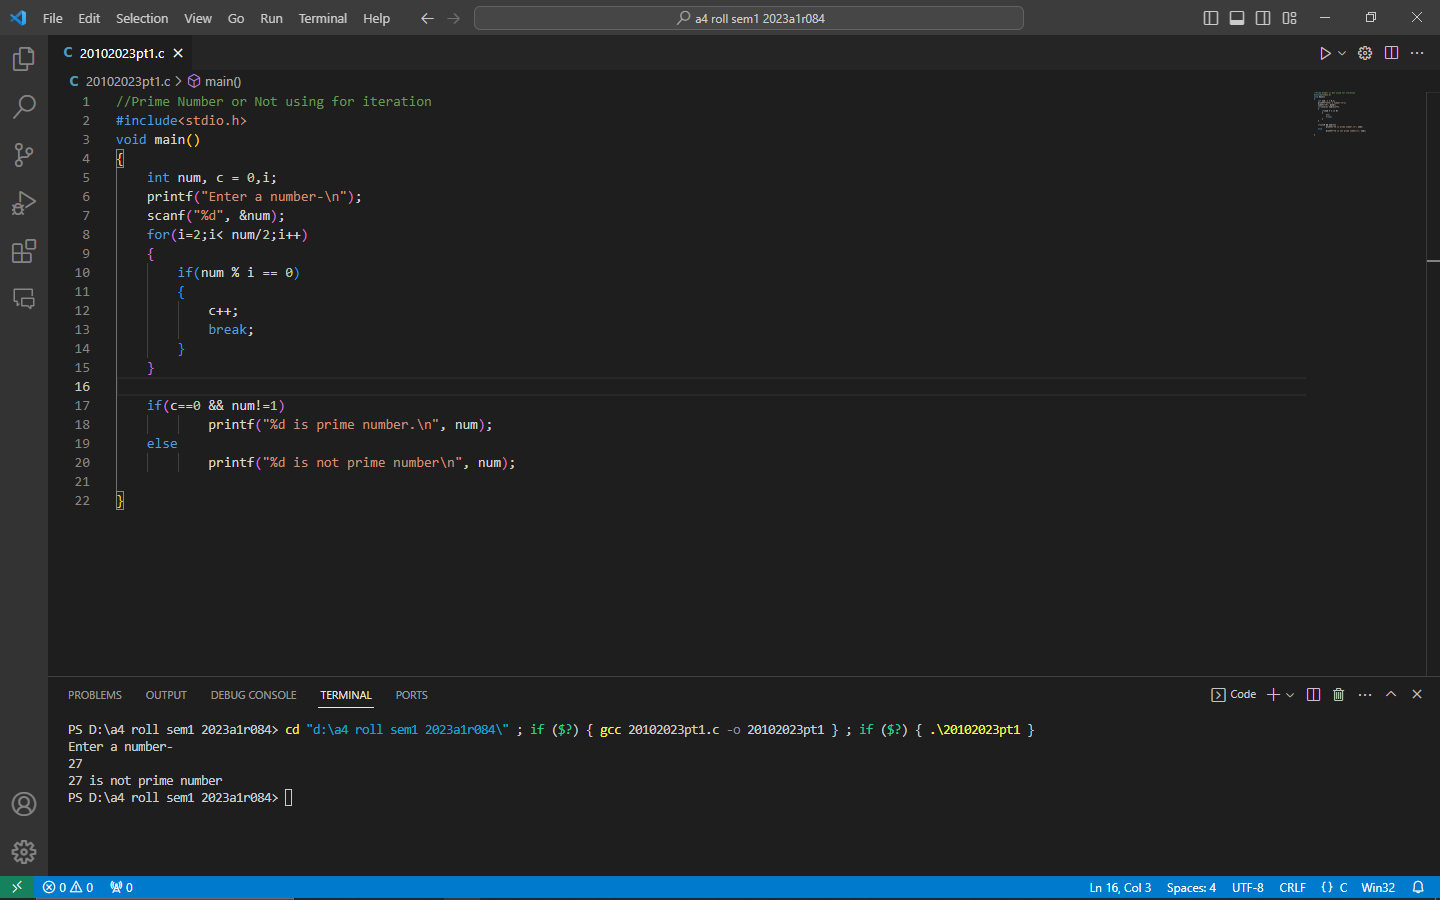 File Edit Selection View Go Run Terminal Help a4 roll sem1 2023a1r084
C 20102023pt1.c
C 20102023pt1.c > main()
1 //Prime Number or Not using for iteration
2 #include<stdio.h>
3 void main()
4 {
5 int num, c = 0,i;
6 printf("Enter a number-\n");
7 scanf("%d", &num);
8 for(i=2;i< num/2;i++)
9 {
10 if(num % i == 0)
11 {
12 c++;
13 break;
14 }
15 }
16
17 if(c==0 && num!=1)
18 printf("%d is prime number.\n", num);
19 else
20 printf("%d is not prime number\n", num);
21
22 }
PROBLEMS OUTPUT DEBUG CONSOLE TERMINAL PORTS Code
PS D:\a4 roll sem1 2023a1r084> cd "d:\a4 roll sem1 2023a1r084\" ; if ($?) { gcc 20102023pt1.c -o 20102023pt1 } ; if ($?) { .\20102023pt1 }
Enter a number-
27
27 is not prime number
PS D:\a4 roll sem1 2023a1r084>
0 0 0 Ln 16, Col 3 Spaces: 4 UTF-8 CRLF {} C Win32